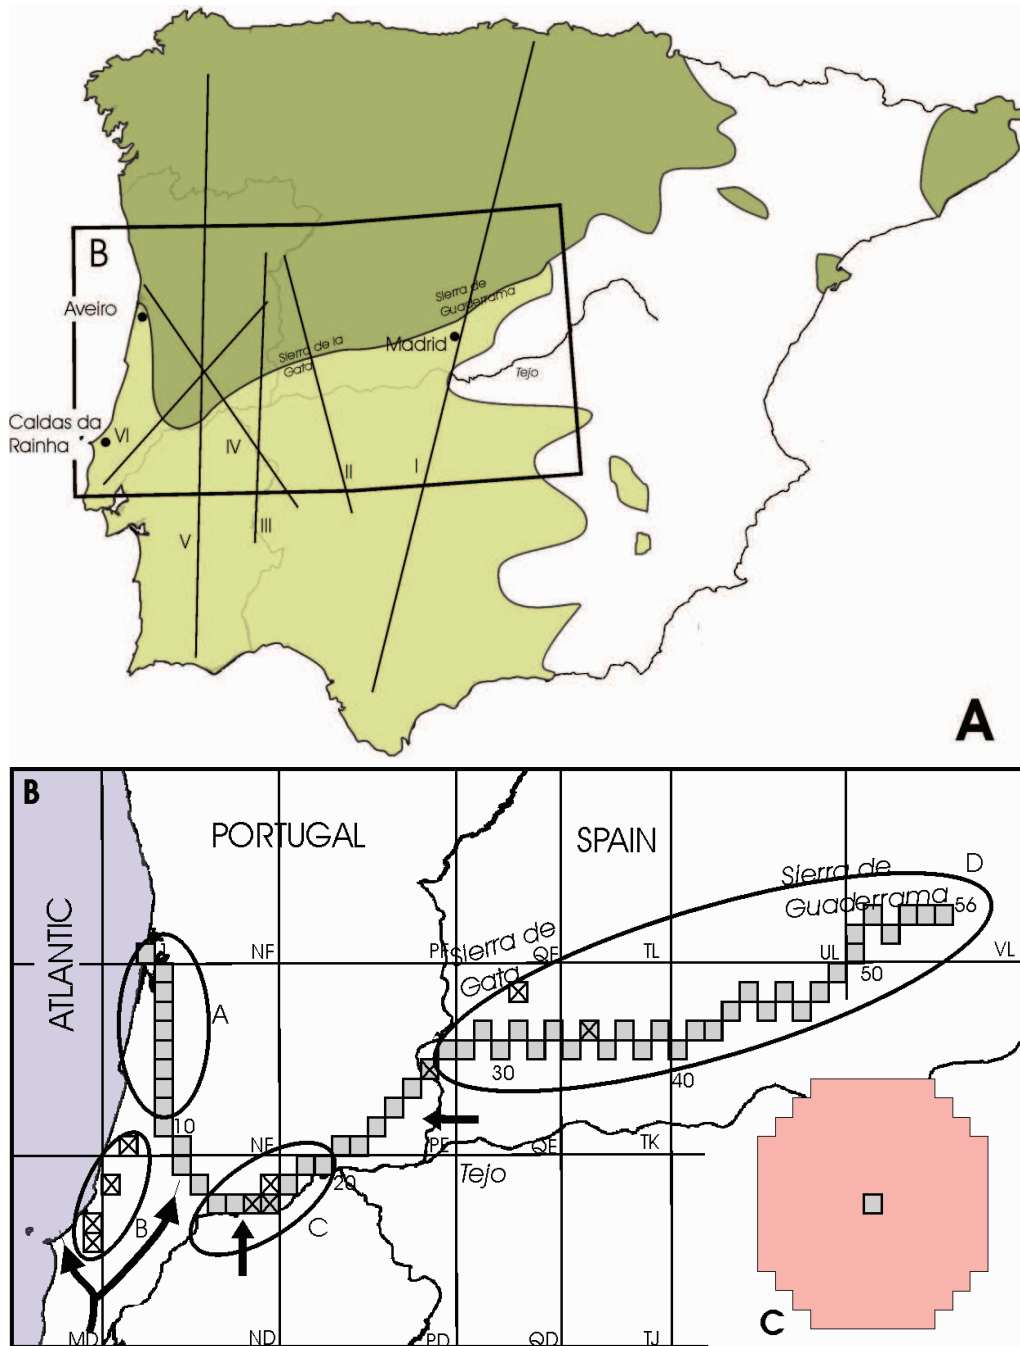 B
Aveiro
Sierra de
Guaderrama
Madrid
Sierra de la
Gata
Tejo
Caldas da
Rainha
VI
IV
II
I
III
V
A
B
PORTUGAL
SPAIN
ATLANTIC
Sierra de
Guaderrama
D
56
Sierra de
Gata
NF
PF
QF
TL
UL
VL
50
1
A
30
40
10
NE
PE
QE
TK
20
Tejo
B
C
MD
ND
PD
QD
TJ
C